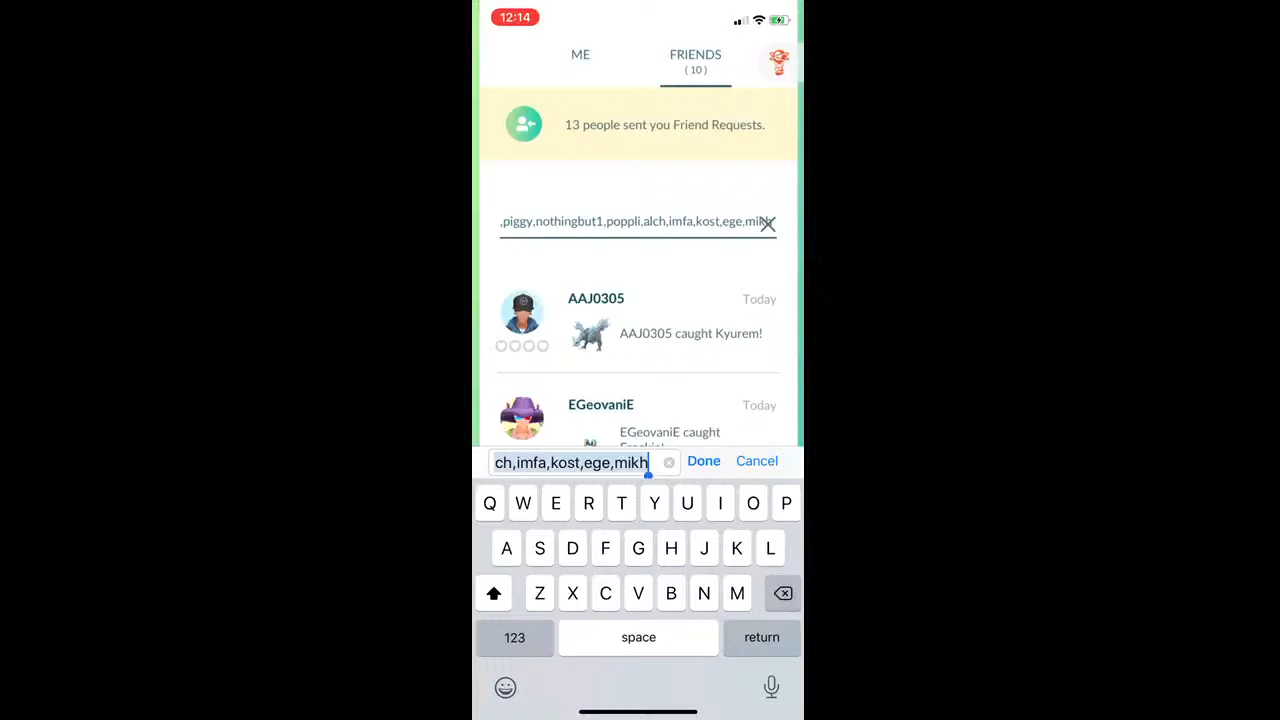 12:14
ME
FRIENDS
( 10 )
13 people sent you Friend Requests.
,piggy,nothingbut1,poppli,alch,imfa,kost,ege,mikh
AAJ0305
Today
AAJ0305 caught Kyurem!
EGeovaniE
Today
EGeovaniE caught
ch,imfa,kost,ege,mikh
Done
Cancel
Q W E R T Y U I O P
A S D F G H J K L
Z X C V B N M
123
space
return